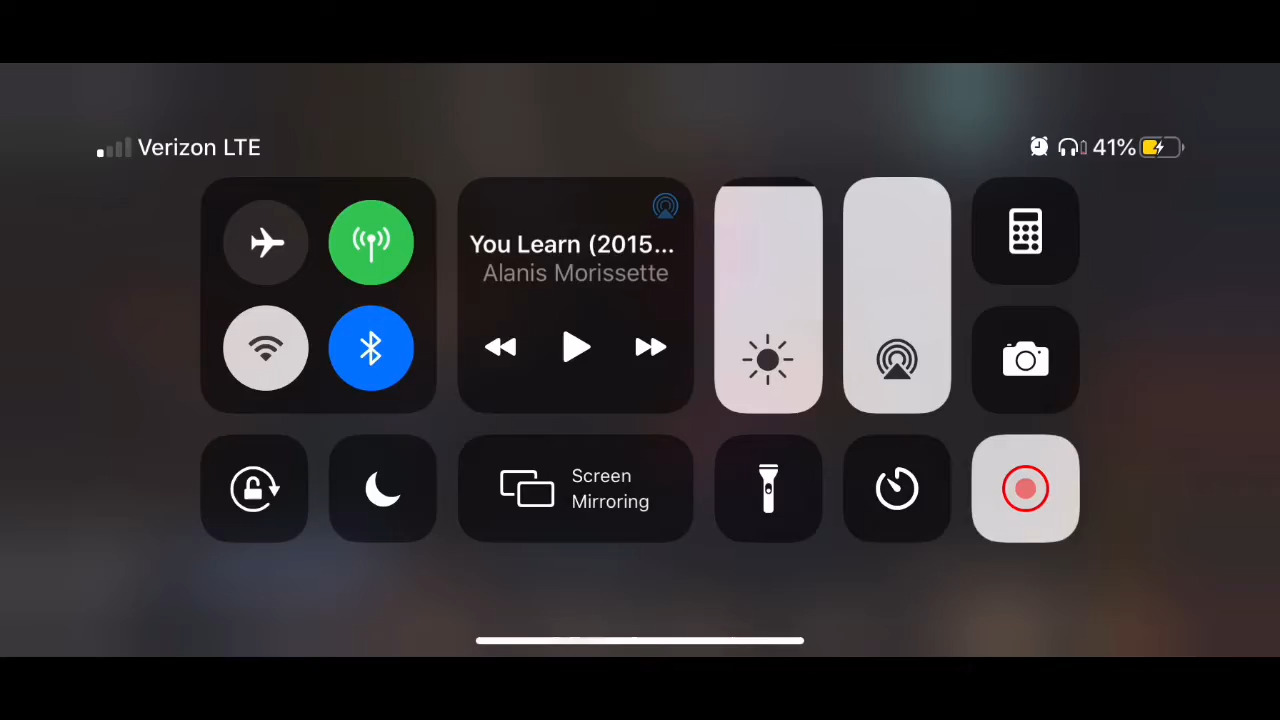 Verizon LTE
41%
You Learn (2015...
Alanis Morissette
Screen
Mirroring